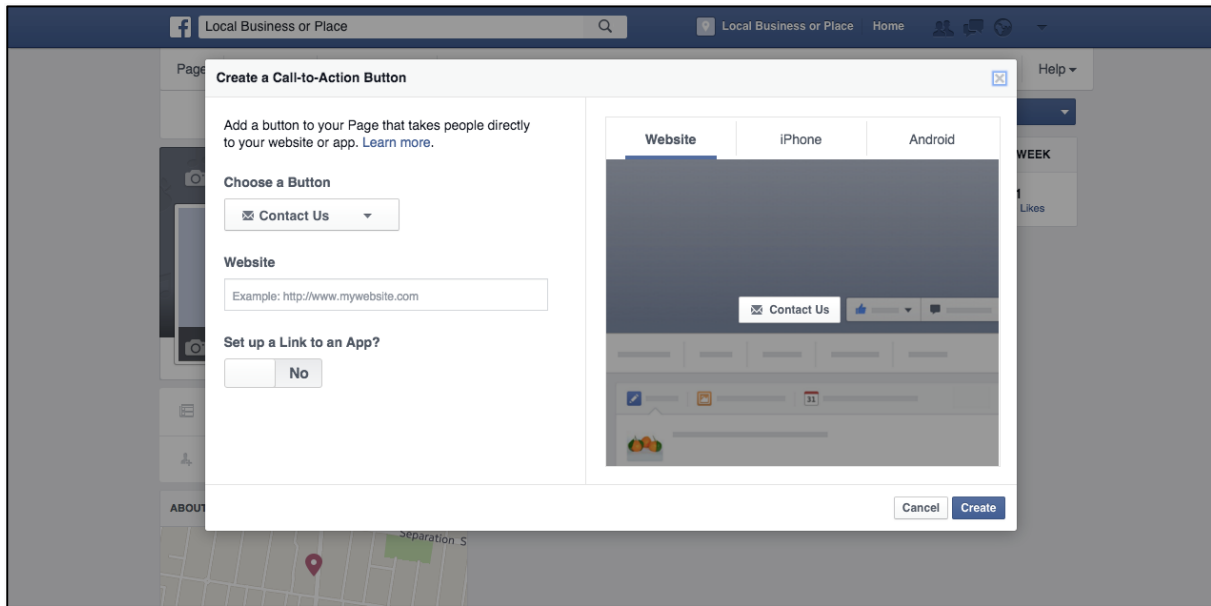 f
Local Business or Place
Local Business or Place
Home
Page
Help
Create a Call-to-Action Button
Add a button to your Page that takes people directly
to your website or app. Learn more.
Choose a Button
Contact Us
Website
Example: http://www.mywebsite.com
Set up a Link to an App?
No
Website
iPhone
Android
Contact Us
31
Cancel
Create
WEEK
1
Likes
ABOUT
Separation S